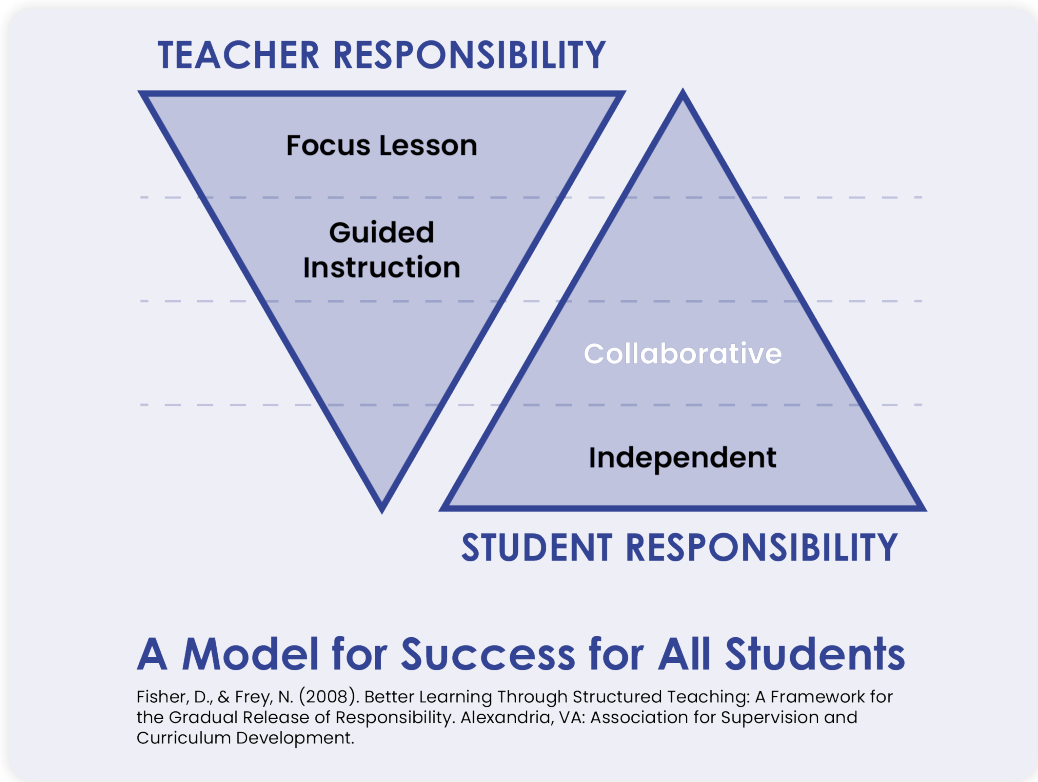 TEACHER RESPONSIBILITY
Focus Lesson
Guided
Instruction
Collaborative
Independent
STUDENT RESPONSIBILITY
A Model for Success for All Students
Fisher, D., & Frey, N. (2008). Better Learning Through Structured Teaching: A Framework for
the Gradual Release of Responsibility. Alexandria, VA: Association for Supervision and
Curriculum Development.